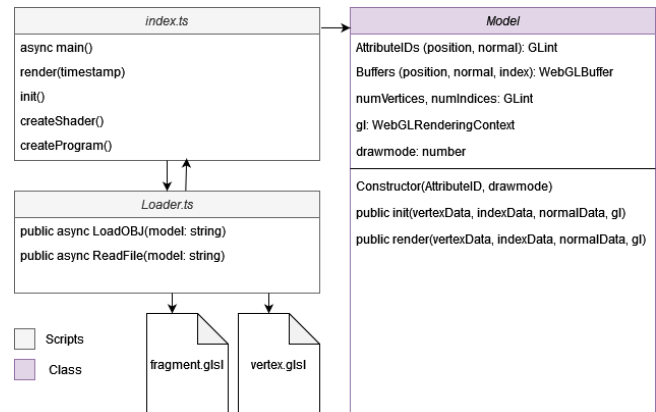 index.ts
async main()
render(timestamp)
init()
createShader()
createProgram()
Model
AttributeIDs (position, normal): GLint
Buffers (position, normal, index): WebGLBuffer
numVertices, numIndices: GLint
gl: WebGLRenderingContext
drawmode: number
Constructor(AttributeID, drawmode)
public init(vertexData, indexData, normalData, gl)
public render(vertexData, indexData, normalData, gl)
Loader.ts
public async LoadOBJ(model: string)
public async ReadFile(model: string)
fragment.glsl
vertex.glsl
Scripts
Class